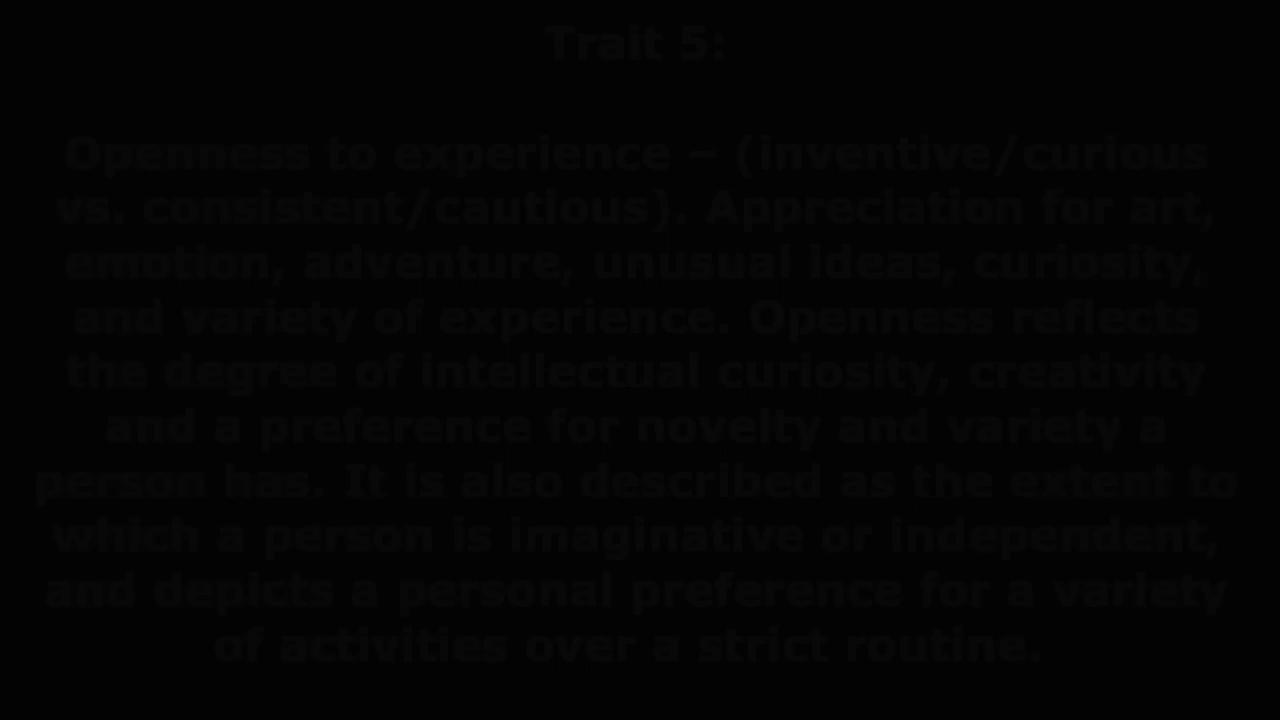 Trait 5:
Openness to experience – (inventive/curious
vs. consistent/cautious). Appreciation for art,
emotion, adventure, unusual ideas, curiosity,
and variety of experience. Openness reflects
the degree of intellectual curiosity, creativity
and a preference for novelty and variety a
person has. It is also described as the extent to
which a person is imaginative or independent,
and depicts a personal preference for a variety
of activities over a strict routine.